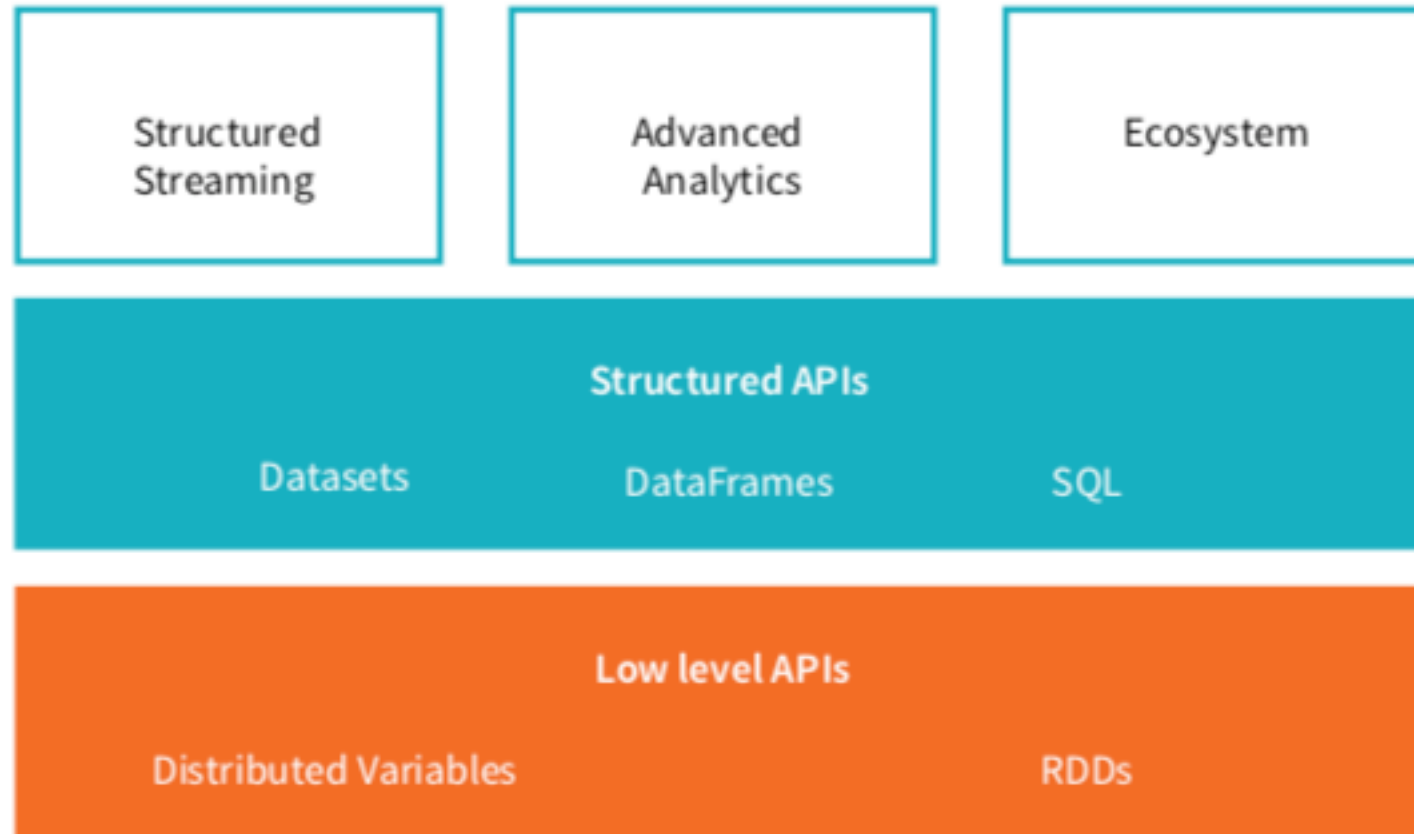 Structured
Streaming
Advanced
Analytics
Ecosystem
Structured APIs
Datasets DataFrames SQL
Low level APIs
Distributed Variables RDDs